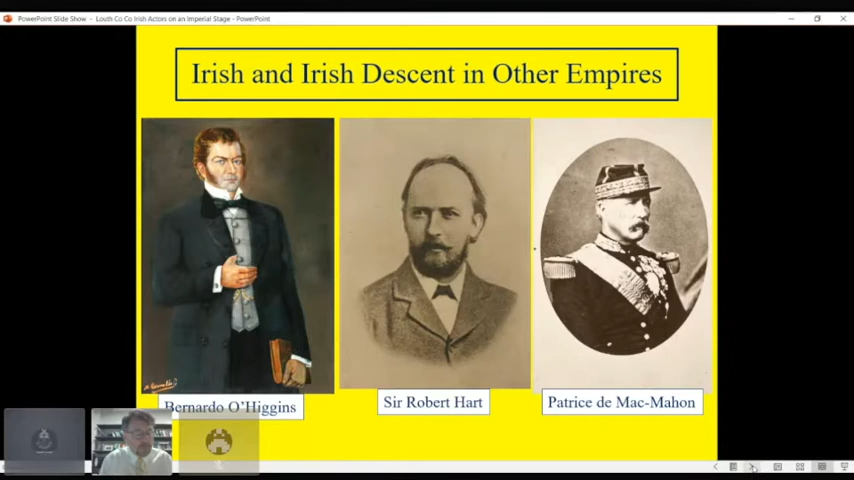 PowerPoint Slide Show - Louth Co Co Irish Actors on an Imperial Stage - PowerPoint
Irish and Irish Descent in Other Empires
Bernardo O'Higgins
Sir Robert Hart
Patrice de Mac-Mahon